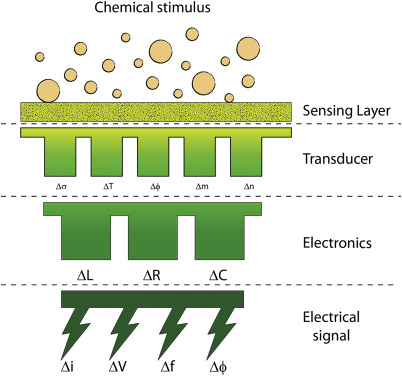 Chemical stimulus
Sensing Layer
Transducer
Δσ ΔT Δϕ Δm Δn
Electronics
ΔL ΔR ΔC
Electrical
signal
Δi ΔV Δf Δϕ